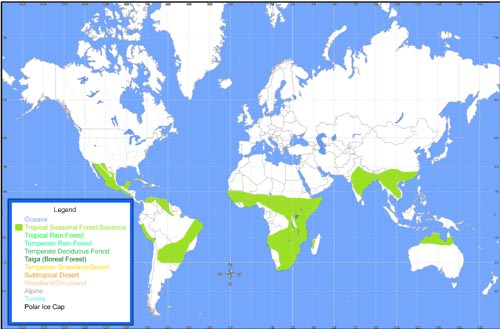 Legend
Oceans
Tropical Seasonal Forest/Savanna
Tropical Rain Forest
Temperate Rain Forest
Temperate Deciduous Forest
Taiga (Boreal Forest)
Temperate Grassland/Desert
Subtropical Desert
Woodland/Shrubland
Alpine
Tundra
Polar Ice Cap
N
W
E
S